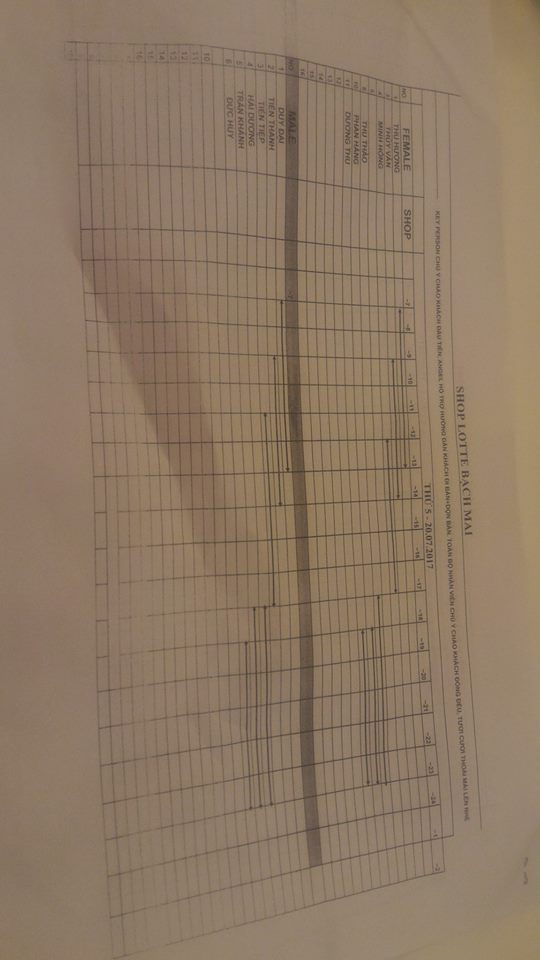 SHOP LOTTE BẠCH MAI
KEY PERSON CHÚ Ý CHÀO KHÁCH ĐẦU TIÊN, ANGEL HỖ TRỢ HƯỚNG DẪN KHÁCH ĐI BÀN+DỌN BÀN. TOÀN BỘ NHÂN VIÊN CHÚ Ý CHÀO KHÁCH ĐỒNG ĐỀU, TƯƠI CƯỜI THOẢI MÁI LÊN NHÉ.
THỨ 5 - 20.07.2017
NO FEMALE SHOP ~7 ~8 ~9 ~10 ~11 ~12 ~13 ~14 ~15 ~16 ~17 ~18 ~19 ~20 ~21 ~22 ~23 ~24 ~1 ~2
1 THU HƯƠNG
3 THÚY VÂN
4 MINH HỒNG
THU THẢO
10 PHAN HẰNG
11 DƯƠNG THU
12
13
14
15
16
NO MALE ~7
1 DUY ĐẠI
2 TIẾN THÀNH
3 TIẾN TIỆP
4 HẢI DƯƠNG
5 TRẦN KHÁNH
6 ĐỨC HUY
10
11
12
13
14
15